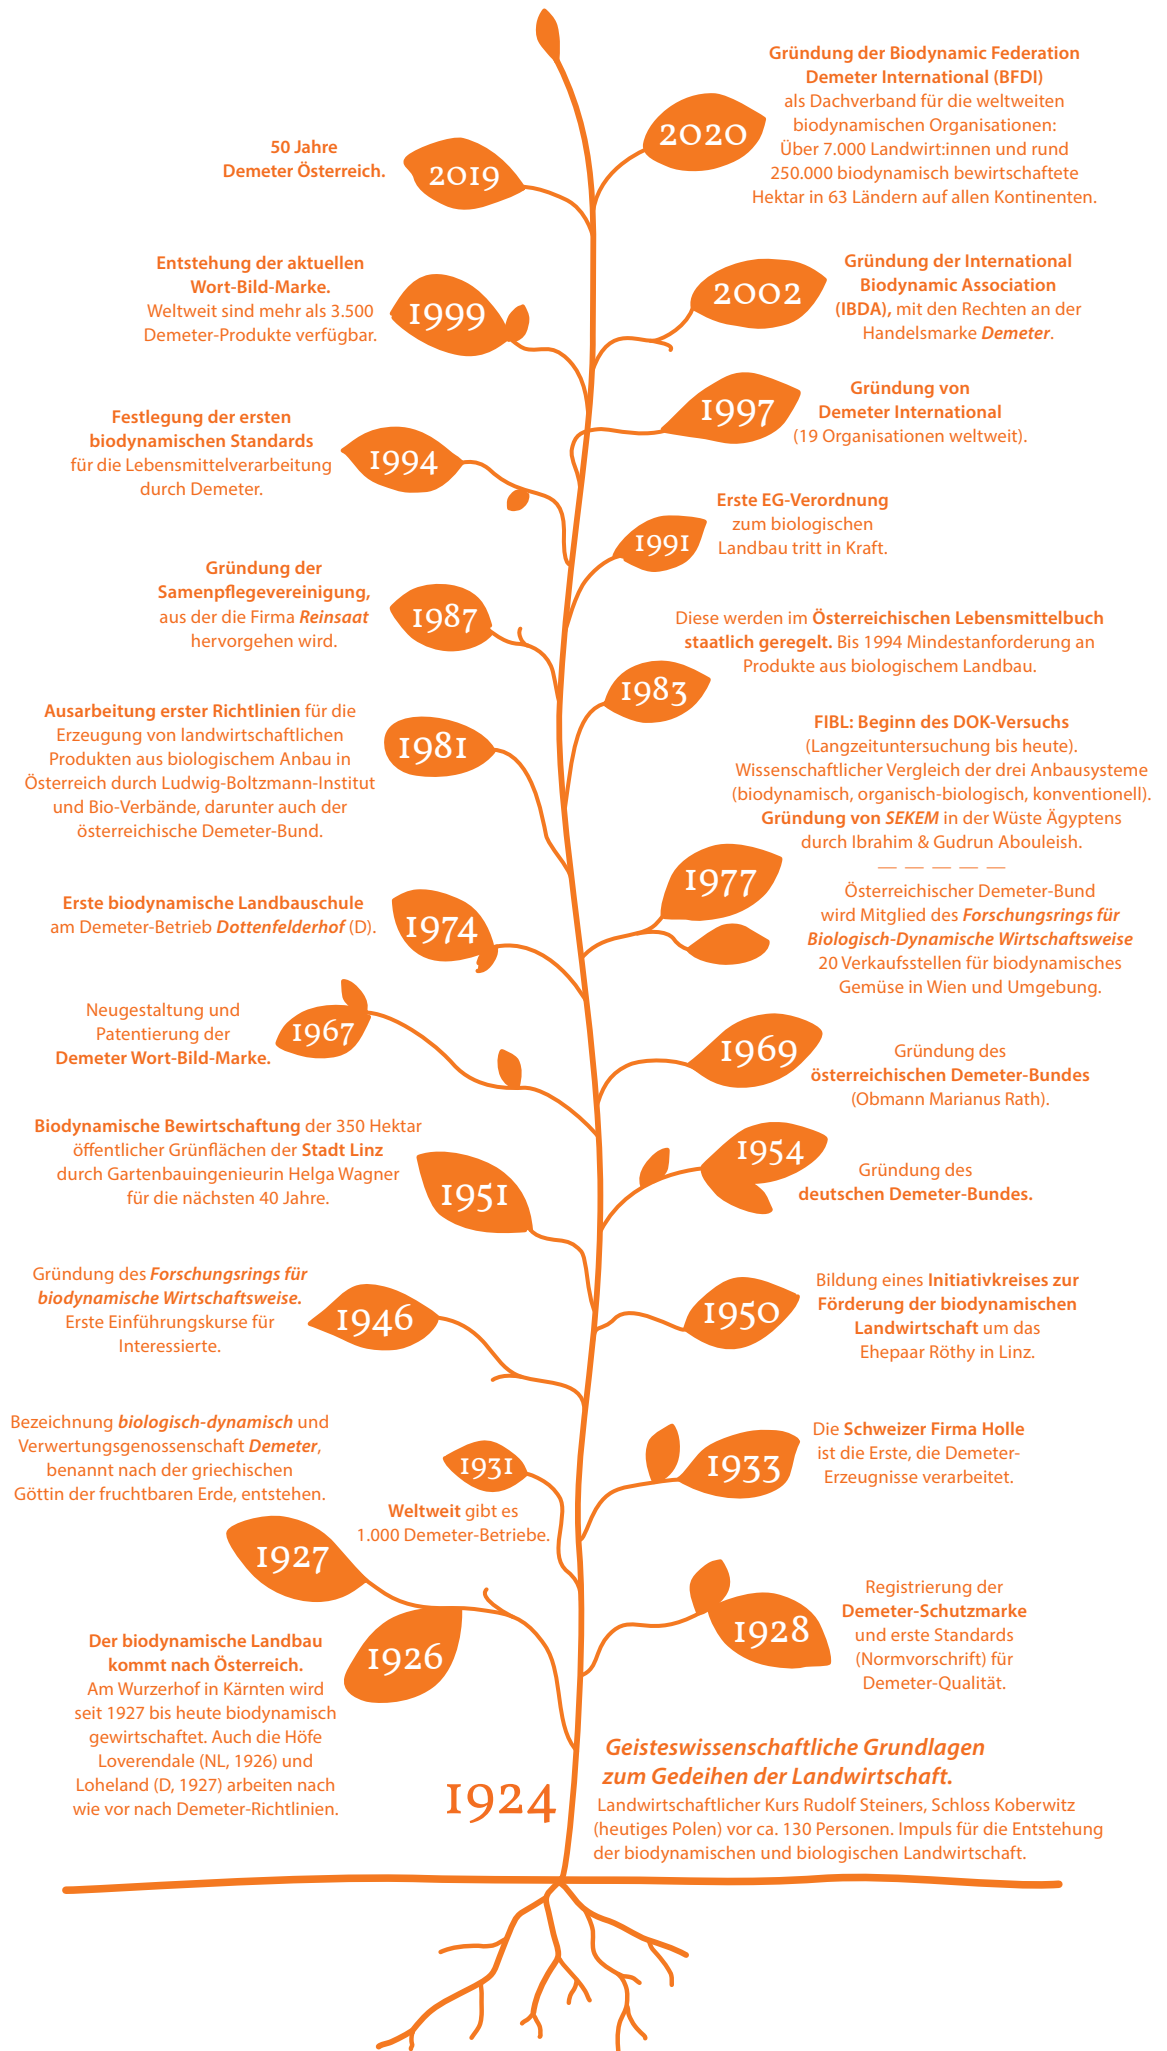 Gründung der Biodynamic Federation
Demeter International (BFDI)
als Dachverband für die weltweiten
biodynamischen Organisationen:
Über 7.000 Landwirt:innen und rund
250.000 biodynamisch bewirtschaftete
Hektar in 63 Ländern auf allen Kontinenten.
2020
50 Jahre
Demeter Österreich.
2019
Entstehung der aktuellen
Wort-Bild-Marke.
Weltweit sind mehr als 3.500
Demeter-Produkte verfügbar.
1999
2002
Gründung der International
Biodynamic Association
(IBDA), mit den Rechten an der
Handelsmarke Demeter.
1997
Gründung von
Demeter International
(19 Organisationen weltweit).
Festlegung der ersten
biodynamischen Standards
für die Lebensmittelverarbeitung
durch Demeter.
1994
1991
Erste EG-Verordnung
zum biologischen
Landbau tritt in Kraft.
Gründung der
Samenpflegevereinigung,
aus der die Firma Reinsaat
hervorgehen wird.
1987
Diese werden im Österreichischen Lebensmittelbuch
staatlich geregelt. Bis 1994 Mindestanforderung an
Produkte aus biologischem Landbau.
1983
Ausarbeitung erster Richtlinien für die
Erzeugung von landwirtschaftlichen
Produkten aus biologischem Anbau in
Österreich durch Ludwig-Boltzmann-Institut
und Bio-Verbände, darunter auch der
österreichische Demeter-Bund.
1981
FIBL: Beginn des DOK-Versuchs
(Langzeituntersuchung bis heute).
Wissenschaftlicher Vergleich der drei Anbausysteme
(biodynamisch, organisch-biologisch, konventionell).
Gründung von SEKEM in der Wüste Ägyptens
durch Ibrahim & Gudrun Abouleish.
— — — — —
1977
Österreichischer Demeter-Bund
wird Mitglied des Forschungsrings für
Biologisch-Dynamische Wirtschaftsweise
20 Verkaufsstellen für biodynamisches
Gemüse in Wien und Umgebung.
Erste biodynamische Landbauschule
am Demeter-Betrieb Dottenfelderhof (D).
1974
Neugestaltung und
Patentierung der
Demeter Wort-Bild-Marke.
1967
1969
Gründung des
österreichischen Demeter-Bundes
(Obmann Marianus Rath).
Biodynamische Bewirtschaftung der 350 Hektar
öffentlicher Grünflächen der Stadt Linz
durch Gartenbauingenieurin Helga Wagner
für die nächsten 40 Jahre.
1951
1954
Gründung des
deutschen Demeter-Bundes.
Gründung des Forschungsrings für
biodynamische Wirtschaftsweise.
Erste Einführungskurse für
Interessierte.
1946
1950
Bildung eines Initiativkreises zur
Förderung der biodynamischen
Landwirtschaft um das
Ehepaar Röthy in Linz.
Bezeichnung biologisch-dynamisch und
Verwertungsgenossenschaft Demeter,
benannt nach der griechischen
Göttin der fruchtbaren Erde, entstehen.
1931
Weltweit gibt es
1.000 Demeter-Betriebe.
1933
Die Schweizer Firma Holle
ist die Erste, die Demeter-
Erzeugnisse verarbeitet.
1927
1926
Der biodynamische Landbau
kommt nach Österreich.
Am Wurzerhof in Kärnten wird
seit 1927 bis heute biodynamisch
gewirtschaftet. Auch die Höfe
Loverendale (NL, 1926) und
Loheland (D, 1927) arbeiten nach
wie vor nach Demeter-Richtlinien.
1928
Registrierung der
Demeter-Schutzmarke
und erste Standards
(Normvorschrift) für
Demeter-Qualität.
1924
Geisteswissenschaftliche Grundlagen
zum Gedeihen der Landwirtschaft.
Landwirtschaftlicher Kurs Rudolf Steiners, Schloss Koberwitz
(heutiges Polen) vor ca. 130 Personen. Impuls für die Entstehung
der biodynamischen und biologischen Landwirtschaft.